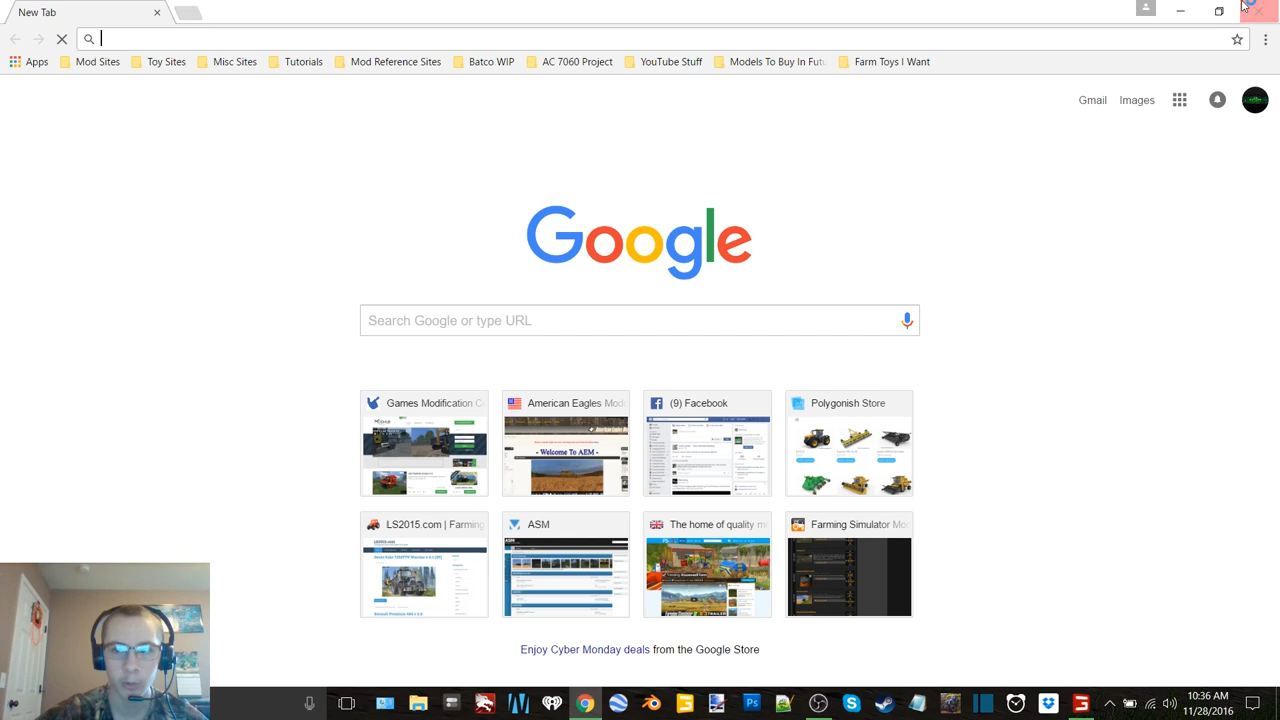 New Tab
Apps Mod Sites Toy Sites Misc Sites Tutorials Mod Reference Sites Batco WIP AC 7060 Project YouTube Stuff Models To Buy In Futu Farm Toys I Want
Gmail Images
Google
Search Google or type URL
Games Modification C American Eagles Mod (9) Facebook Polygonish Store
- Welcome To AEM -
LS2015.com | Farming ASM The home of quality m Farming Simulator Mo
Enjoy Cyber Monday deals from the Google Store
10:36 AM
11/28/2016